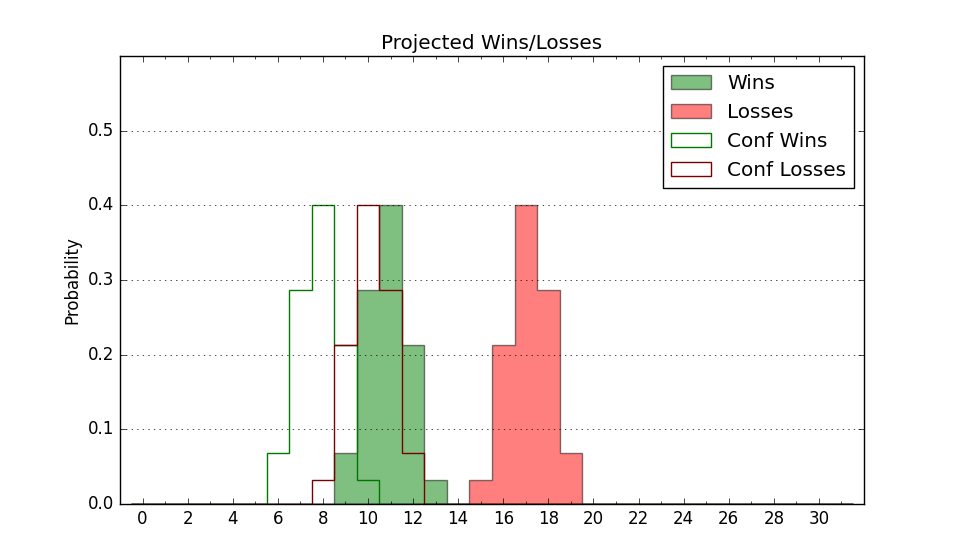 Projected Wins/Losses
Wins
Losses
Conf Wins
Conf Losses
Probability
0.5
0.4
0.3
0.2
0.1
0.0
0 2 4 6 8 10 12 14 16 18 20 22 24 26 28 30